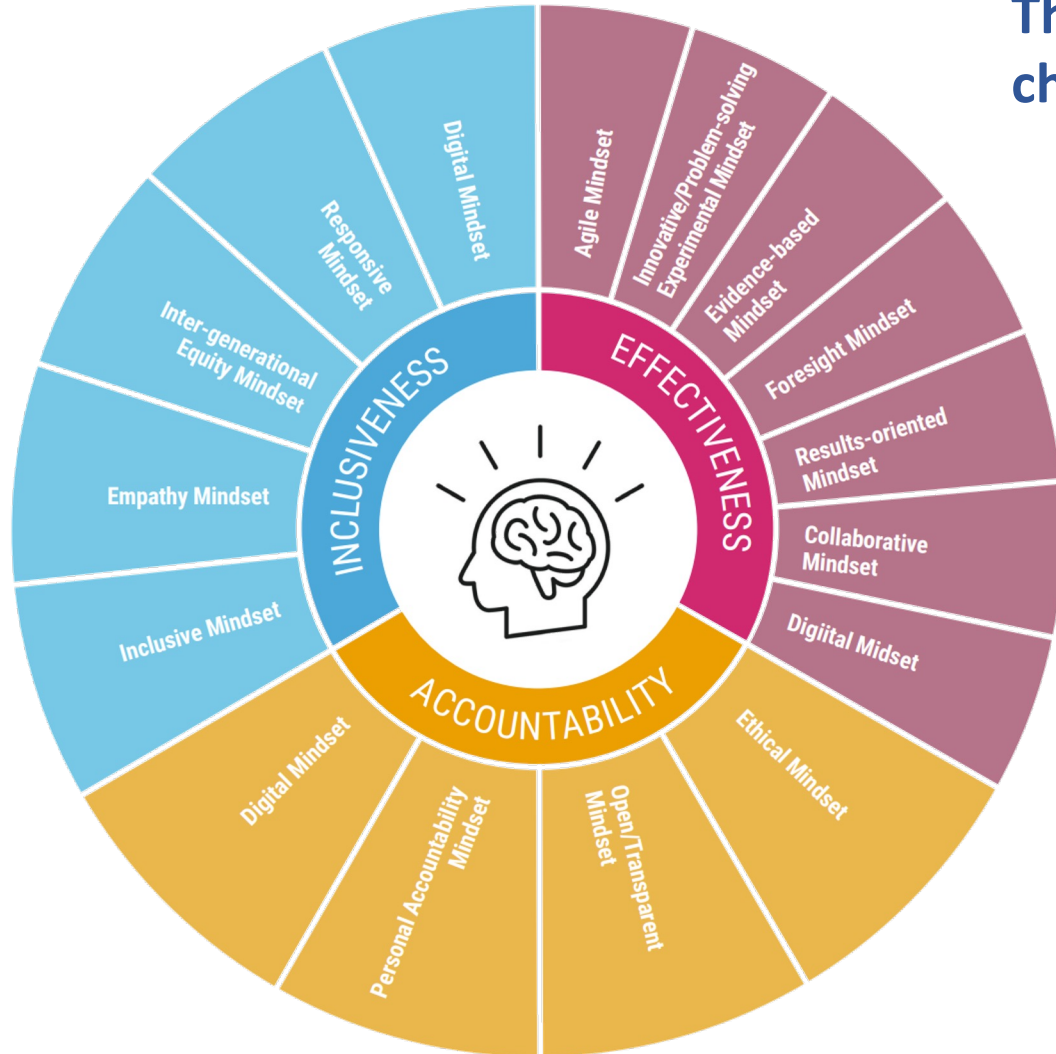 Th
ch
EFFECTIVENESS
Agile Mindset
Innovative/Problem-solving
Experimental Mindset
Evidence-based
Mindset
Foresight Mindset
Results-oriented
Mindset
Collaborative
Mindset
Digiital Midset
ACCOUNTABILITY
Ethical Mindset
Open/Transparent
Mindset
Personal Accountability
Mindset
Digital Mindset
INCLUSIVENESS
Inclusive Mindset
Empathy Mindset
Inter-generational
Equity Mindset
Responsive
Mindset
Digital Mindset